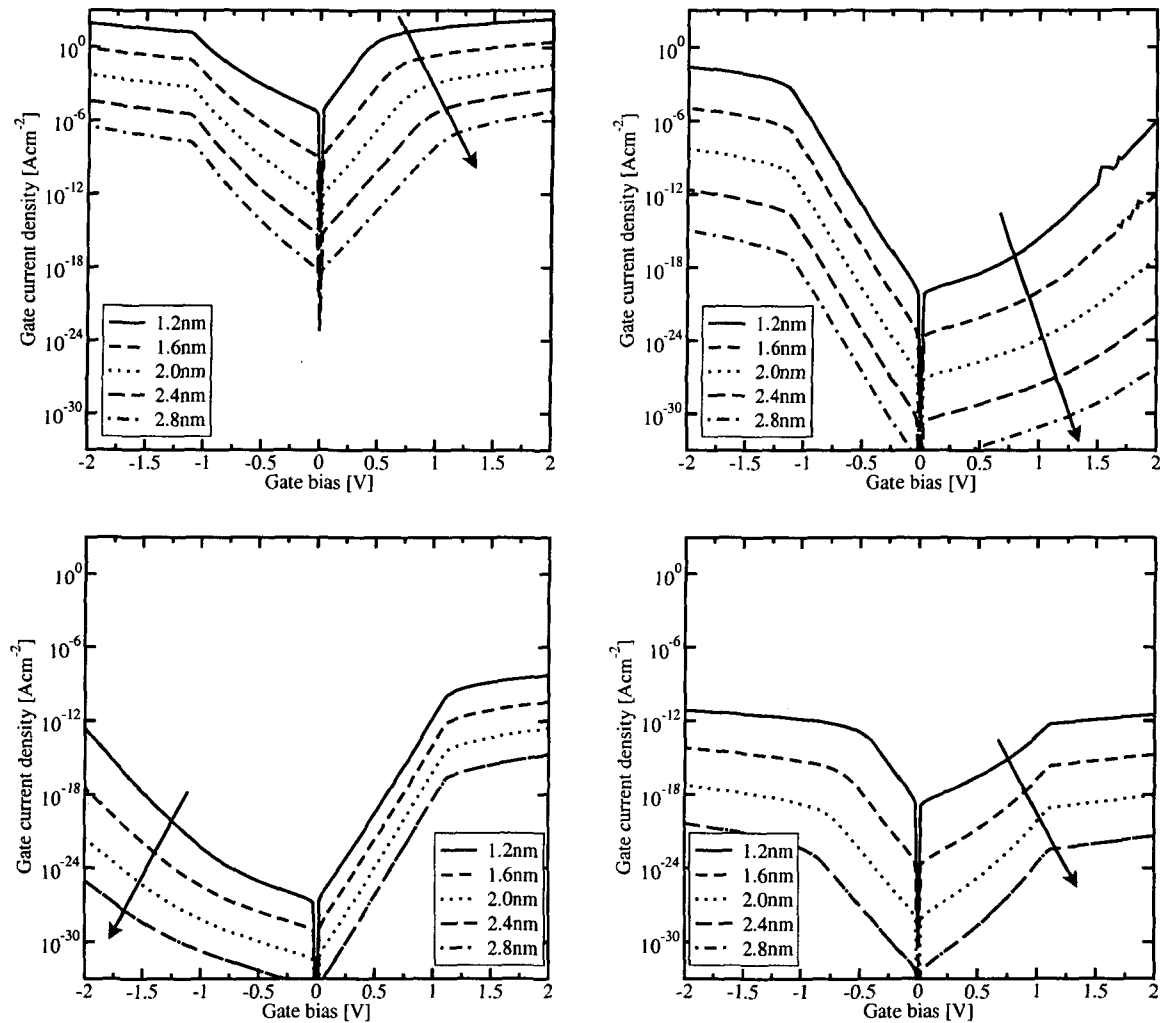 10^0
10^-6
10^-12
10^-18
10^-24
10^-30
Gate current density [Acm^-2]
1.2nm
1.6nm
2.0nm
2.4nm
2.8nm
-2 -1.5 -1 -0.5 0 0.5 1 1.5 2
Gate bias [V]
10^0
10^-6
10^-12
10^-18
10^-24
10^-30
Gate current density [Acm^-2]
1.2nm
1.6nm
2.0nm
2.4nm
2.8nm
-2 -1.5 -1 -0.5 0 0.5 1 1.5 2
Gate bias [V]
10^0
10^-6
10^-12
10^-18
10^-24
10^-30
Gate current density [Acm^-2]
1.2nm
1.6nm
2.0nm
2.4nm
2.8nm
-2 -1.5 -1 -0.5 0 0.5 1 1.5 2
Gate bias [V]
10^0
10^-6
10^-12
10^-18
10^-24
10^-30
Gate current density [Acm^-2]
1.2nm
1.6nm
2.0nm
2.4nm
2.8nm
-2 -1.5 -1 -0.5 0 0.5 1 1.5 2
Gate bias [V]